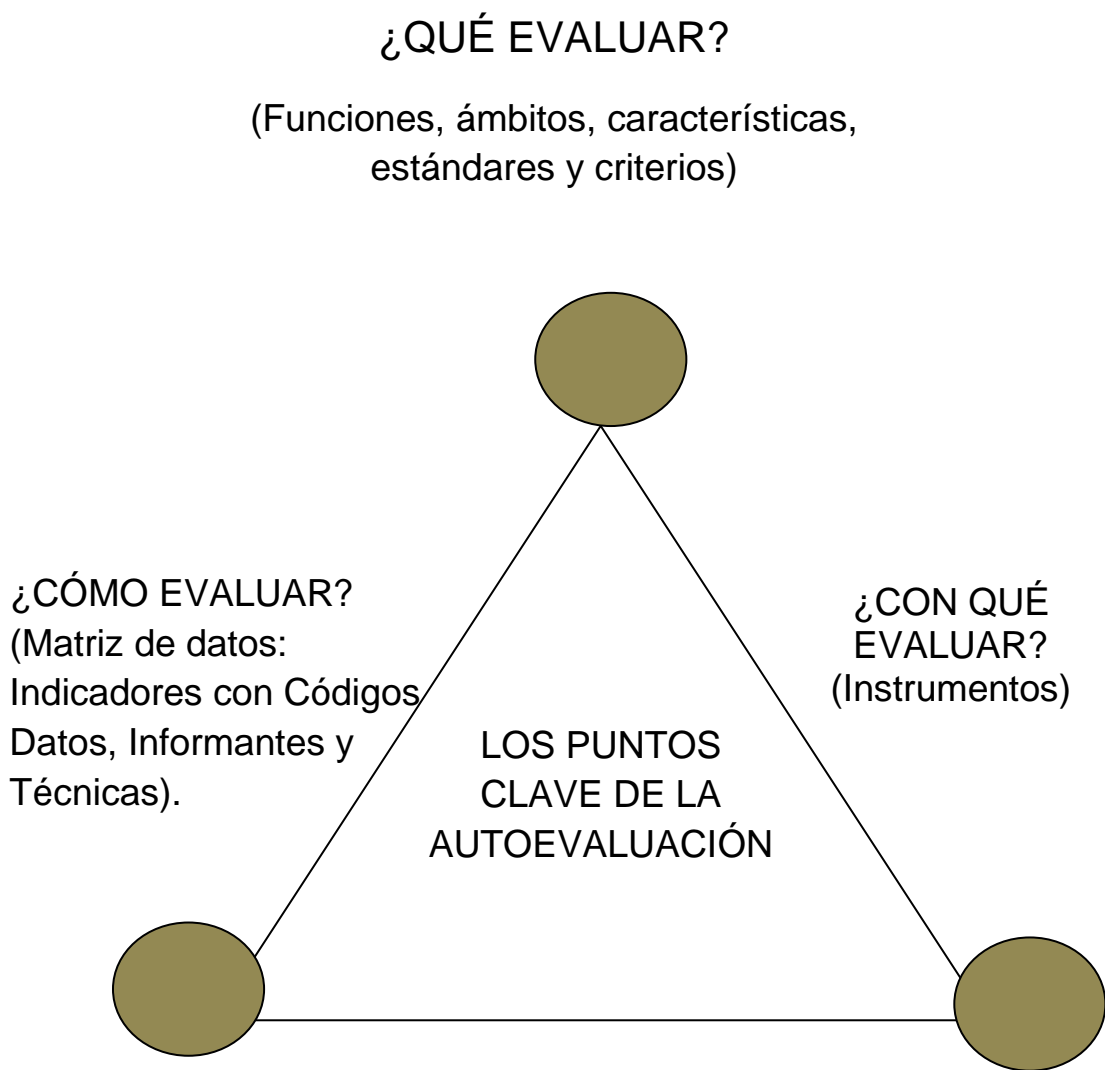 ¿QUÉ EVALUAR?
(Funciones, ámbitos, características,
estándares y criterios)
¿CÓMO EVALUAR?
(Matriz de datos:
Indicadores con Códigos
Datos, Informantes y
Técnicas).
¿CON QUÉ
EVALUAR?
(Instrumentos)
LOS PUNTOS
CLAVE DE LA
AUTOEVALUACIÓN